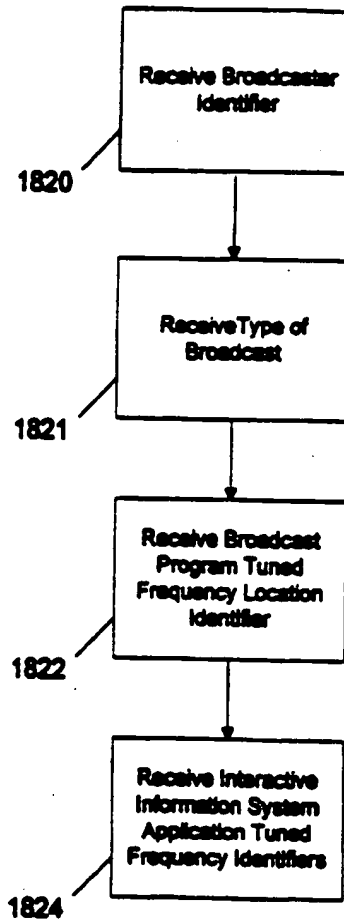 Receive Broadcaster
Identifier
1820
ReceiveType of
Broadcast
1821
Receive Broadcast
Program Tuned
Frequency Location
Identifier
1822
Receive Interactive
Information System
Application Tuned
Frequency Identifiers
1824